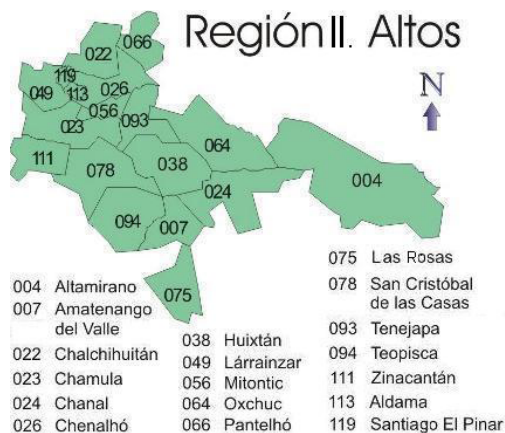 Región II. Altos
N
066
022
119
049
113
026
056
023
093
111
078
038
064
024
004
094
007
075
004 Altamirano
007 Amatenango
del Valle
022 Chalchihuitán
023 Chamula
024 Chanal
026 Chenalhó
038 Huixtán
049 Lárrainzar
056 Mitontic
064 Oxchuc
066 Pantelhó
075 Las Rosas
078 San Cristóbal
de las Casas
093 Tenejapa
094 Teopisca
111 Zinacantán
113 Aldama
119 Santiago El Pinar